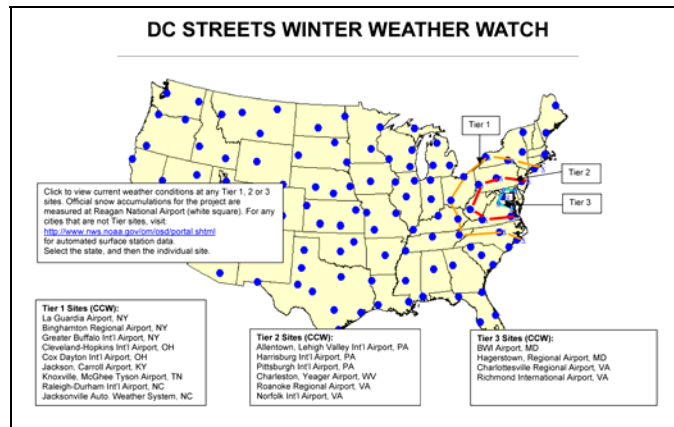 DC STREETS WINTER WEATHER WATCH
Tier 1
Tier 2
Tier 3
Click to view current weather conditions at any Tier 1, 2 or 3
sites. Official snow accumulations for the project are
measured at Reagan National Airport (white square). For any
cities that are not Tier sites, visit
http://www.nws.noaa.gov/om/osd/portal.shtml
for automated surface station data.
Select the state, and then the individual site.
Tier 1 Sites (CCW):
La Guardia Airport, NY
Binghamton Regional Airport, NY
Greater Buffalo Int'l Airport, NY
Cleveland-Hopkins Int'l Airport, OH
Cox Dayton Int'l Airport, OH
Jackson, Carroll Airport, KY
Knoxville, McGhee Tyson Airport, TN
Raleigh-Durham Int'l Airport, NC
Jacksonville Auto. Weather System, NC
Tier 2 Sites (CCW):
Allentown, Lehigh Valley Int'l Airport, PA
Harrisburg Int'l Airport, PA
Pittsburgh Int'l Airport, PA
Charleston, Yeager Airport, WV
Roanoke Regional Airport, VA
Norfolk Int'l Airport, VA
Tier 3 Sites (CCW):
BWI Airport, MD
Hagerstown, Regional Airport, MD
Charlottesville Regional Airport, VA
Richmond International Airport, VA